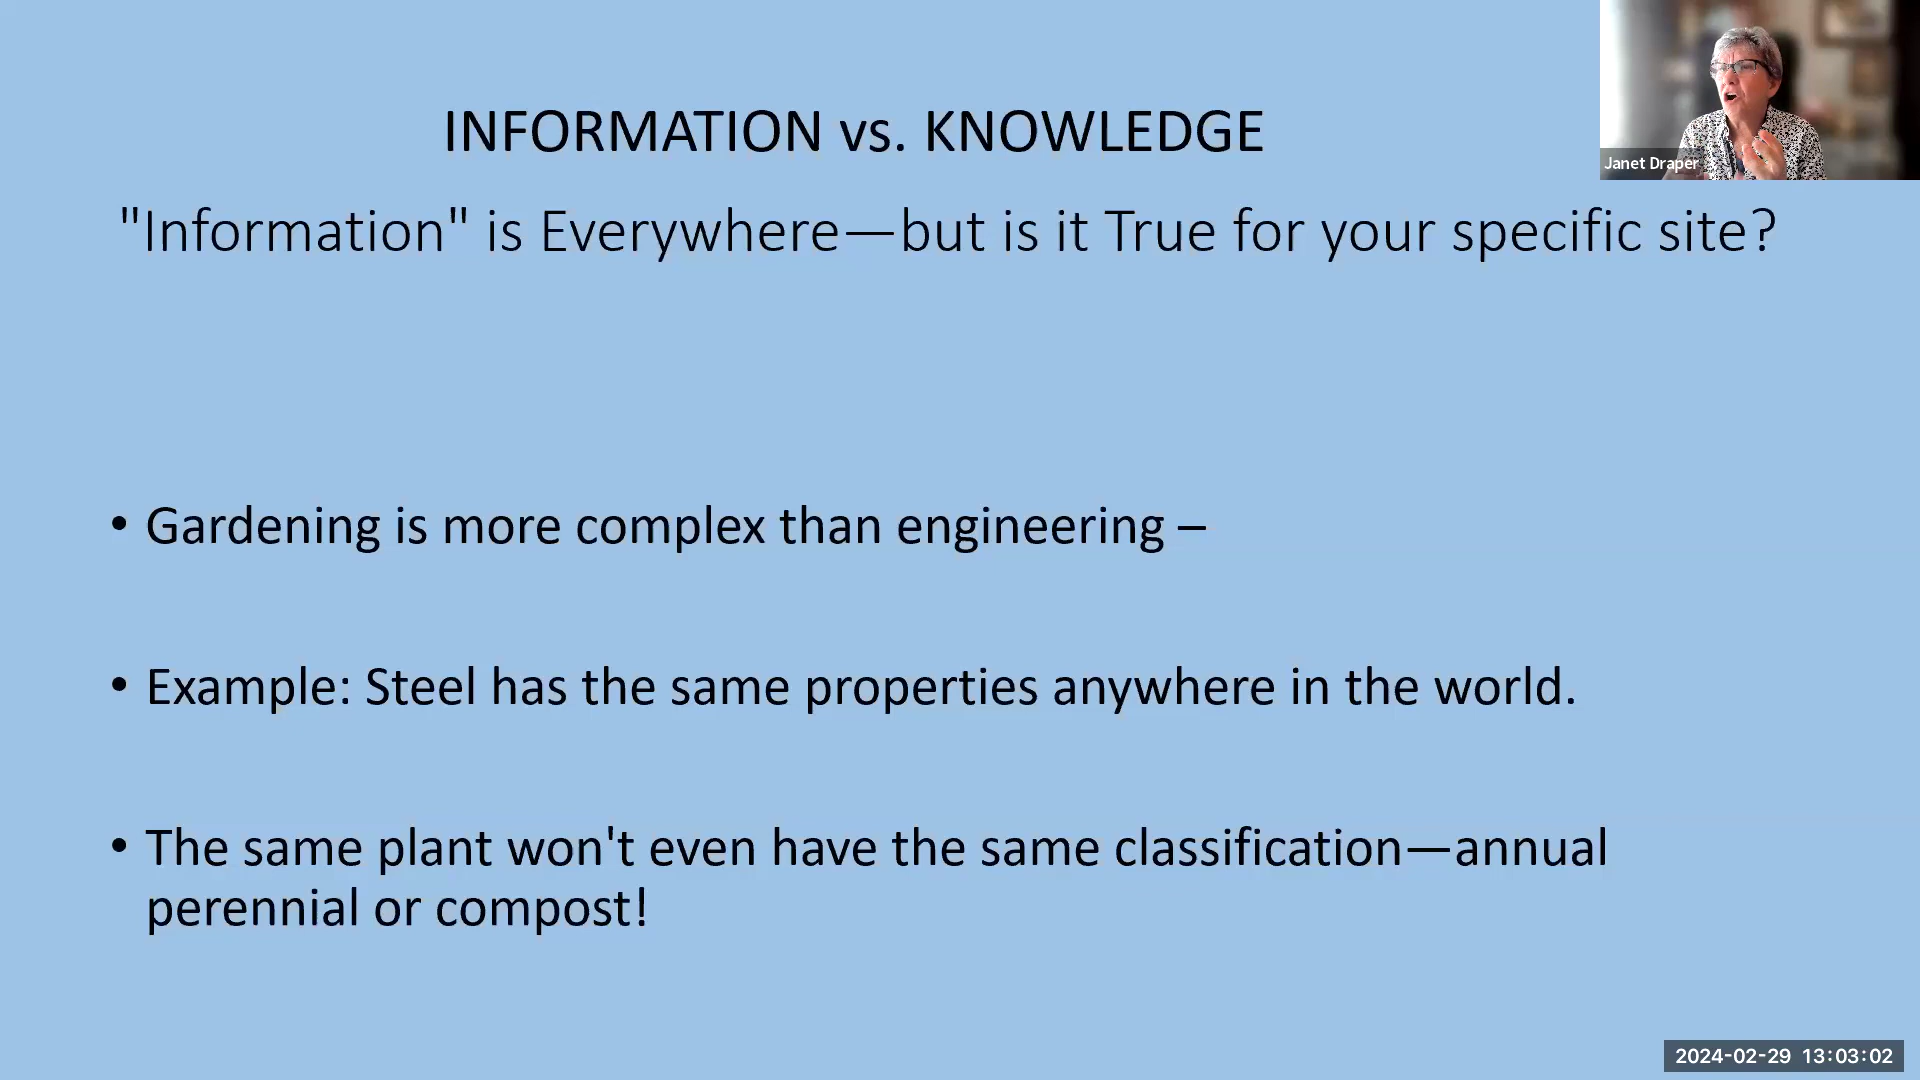 INFORMATION vs. KNOWLEDGE
Janet Draper
"Information" is Everywhere—but is it True for your specific site?
• Gardening is more complex than engineering –
• Example: Steel has the same properties anywhere in the world.
• The same plant won't even have the same classification—annual
perennial or compost!
2024-02-29 13:03:02